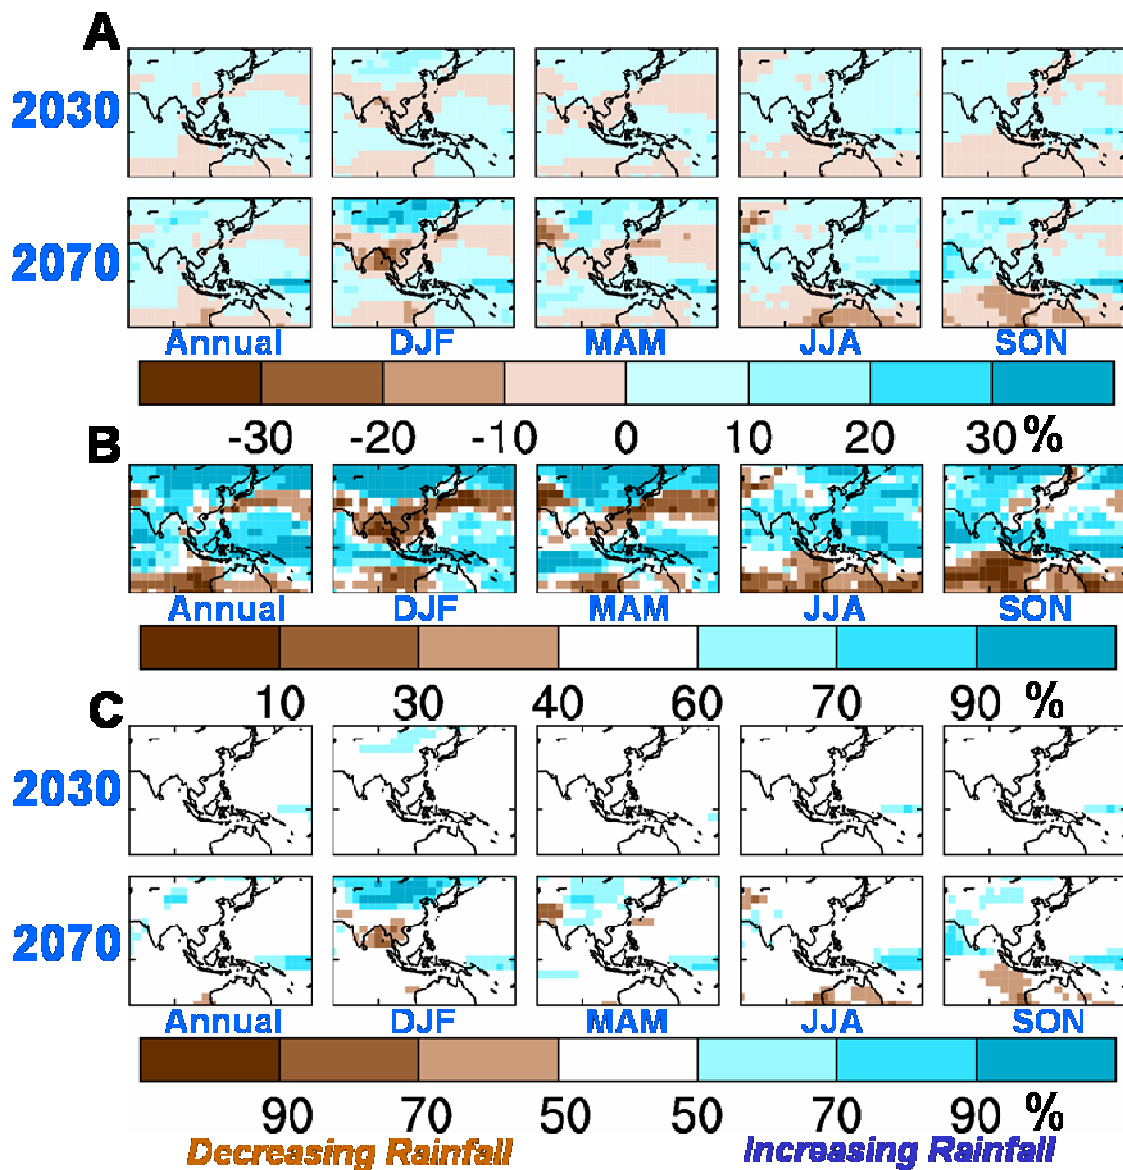 A
2030
2070
Annual DJF MAM JJA SON
-30 -20 -10 0 10 20 30 %
B
Annual DJF MAM JJA SON
10 30 40 60 70 90 %
C
2030
2070
Annual DJF MAM JJA SON
90 70 50 50 70 90 %
Decreasing Rainfall Increasing Rainfall